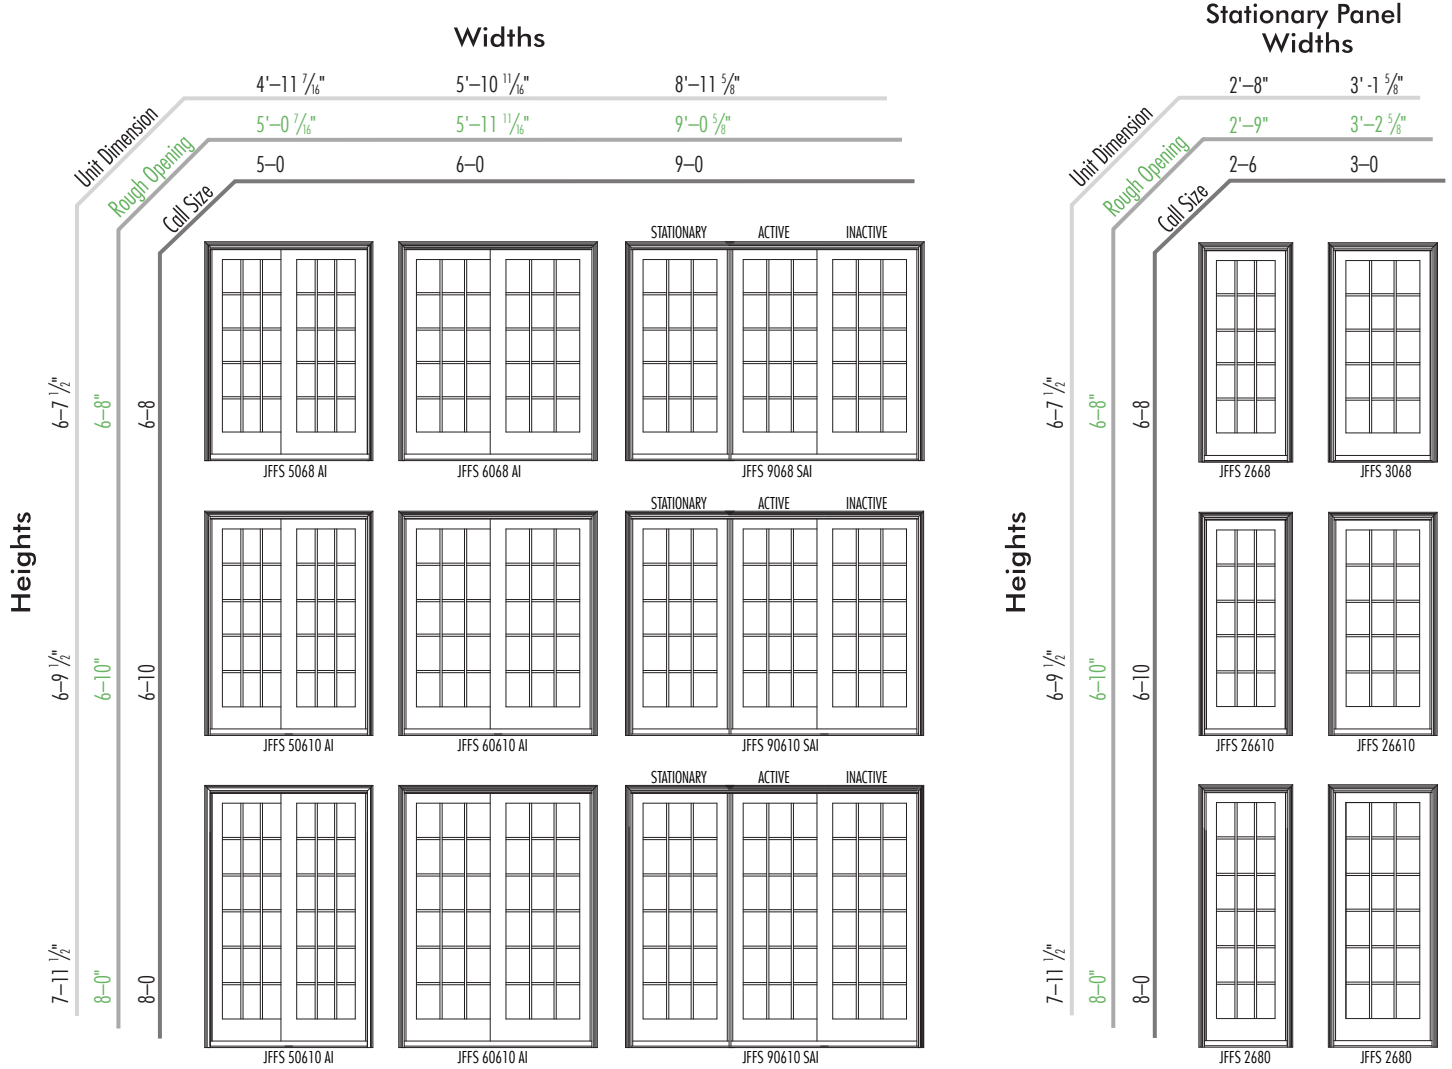 Widths
4'–11 7/16"   5'–10 11/16"   8'–11 5/8"
Unit Dimension
5'–0 7/16"   5'–11 11/16"   9'–0 5/8"
Rough Opening
5–0   6–0   9–0
Call Size
STATIONARY   ACTIVE   INACTIVE
6–7 1/2"   6–8"   6–8
JFFS 5068 AI   JFFS 6068 AI   JFFS 9068 SAI
Heights
STATIONARY   ACTIVE   INACTIVE
6–9 1/2"   6–10"   6–10
JFFS 50610 AI   JFFS 60610 AI   JFFS 90610 SAI
STATIONARY   ACTIVE   INACTIVE
7–11 1/2"   8–0"   8–0
JFFS 50610 AI   JFFS 60610 AI   JFFS 90610 SAI
Stationary Panel
Widths
2'–8"   3' -1 5/8"
Unit Dimension
2'–9"   3'–2 5/8"
Rough Opening
2–6   3–0
Call Size
6–7 1/2"   6–8"   6–8
JFFS 2668   JFFS 3068
Heights
6–9 1/2"   6–10"   6–10
JFFS 26610   JFFS 26610
7–11 1/2"   8–0"   8–0
JFFS 2680   JFFS 2680